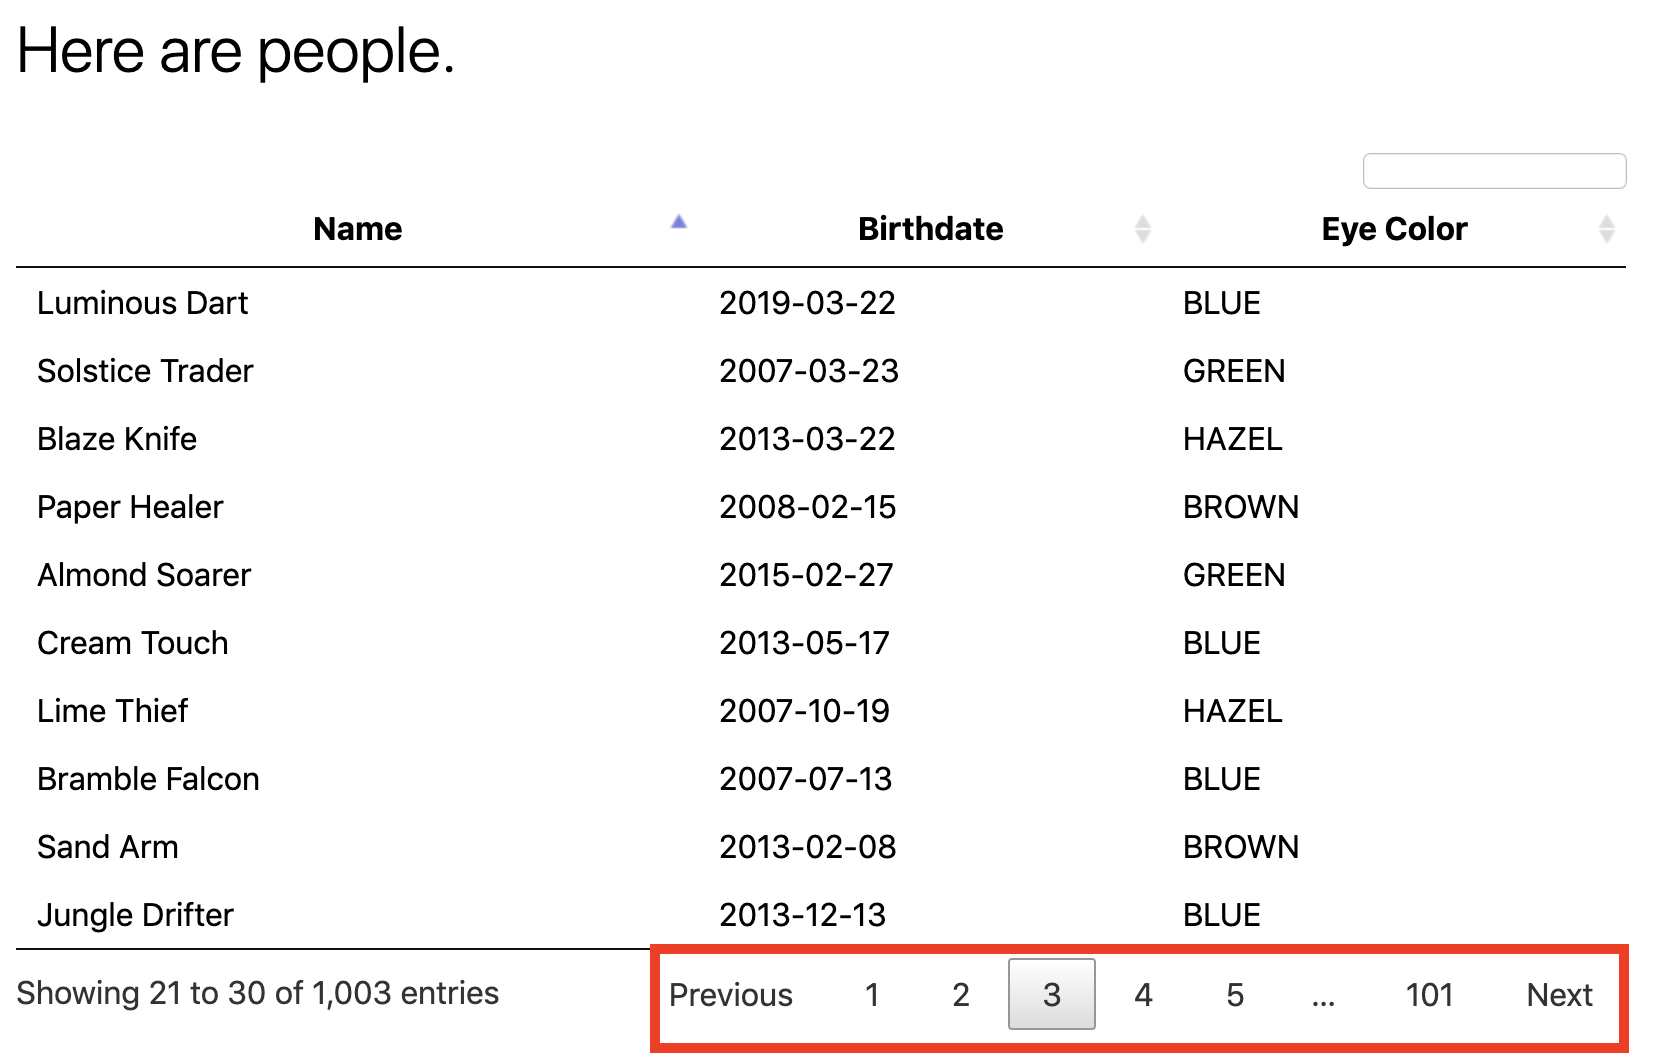 Here are people.
Name Birthdate Eye Color
Luminous Dart 2019-03-22 BLUE
Solstice Trader 2007-03-23 GREEN
Blaze Knife 2013-03-22 HAZEL
Paper Healer 2008-02-15 BROWN
Almond Soarer 2015-02-27 GREEN
Cream Touch 2013-05-17 BLUE
Lime Thief 2007-10-19 HAZEL
Bramble Falcon 2007-07-13 BLUE
Sand Arm 2013-02-08 BROWN
Jungle Drifter 2013-12-13 BLUE
Showing 21 to 30 of 1,003 entries Previous 1 2 3 4 5 ... 101 Next